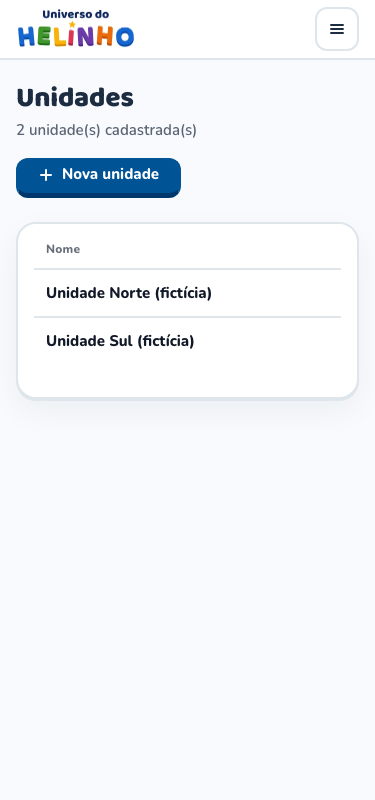 Universo do
HELINHO
Unidades
2 unidade(s) cadastrada(s)
+ Nova unidade
Nome
Unidade Norte (fictícia)
Unidade Sul (fictícia)